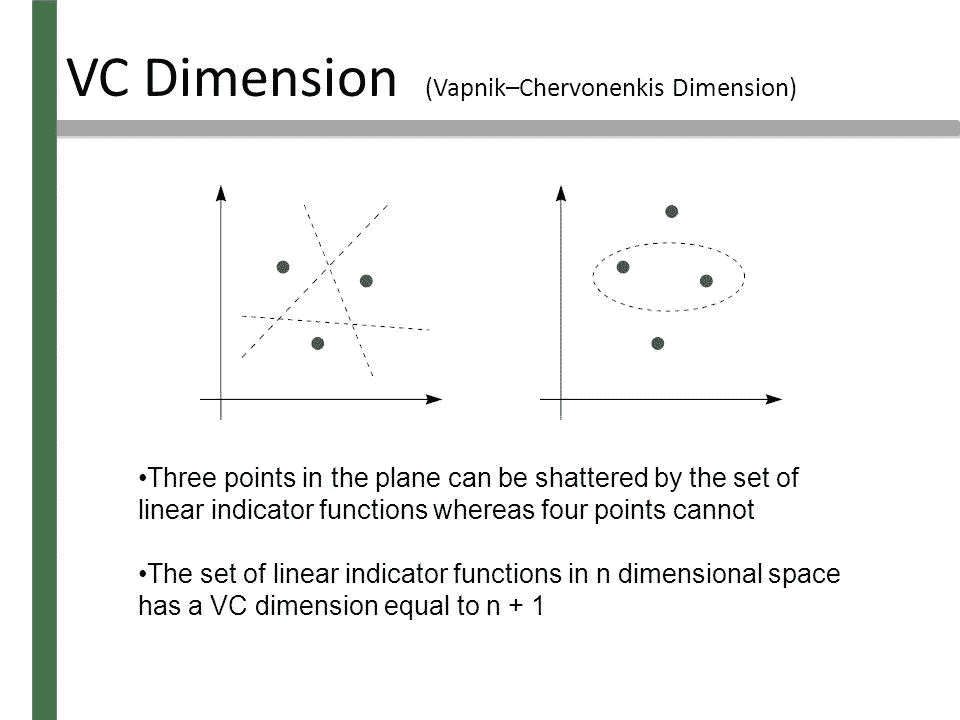 VC Dimension (Vapnik–Chervonenkis Dimension)
•Three points in the plane can be shattered by the set of
linear indicator functions whereas four points cannot
•The set of linear indicator functions in n dimensional space
has a VC dimension equal to n + 1